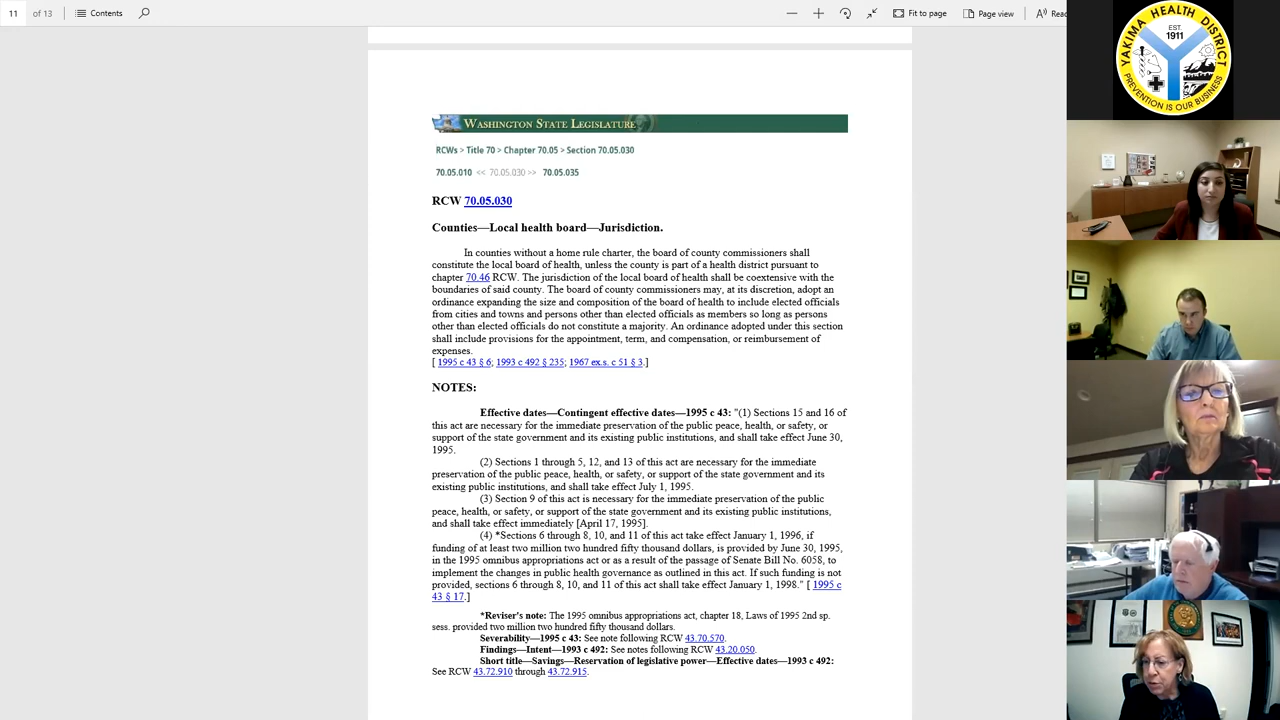 11 of 13
Contents
Fit to page
Page view
Rea
YAKIMA HEALTH DISTRICT
EST.
1911
PREVENTION IS OUR BUSINESS
WASHINGTON STATE LEGISLATURE
RCWs > Title 70 > Chapter 70.05 > Section 70.05.030
70.05.010 << 70.05.030 >> 70.05.035
RCW 70.05.030
Counties—Local health board—Jurisdiction.
In counties without a home rule charter, the board of county commissioners shall
constitute the local board of health, unless the county is part of a health district pursuant to
chapter 70.46 RCW. The jurisdiction of the local board of health shall be coextensive with the
boundaries of said county. The board of county commissioners may, at its discretion, adopt an
ordinance expanding the size and composition of the board of health to include elected officials
from cities and towns and persons other than elected officials as members so long as persons
other than elected officials do not constitute a majority. An ordinance adopted under this section
shall include provisions for the appointment, term, and compensation, or reimbursement of
expenses.
[ 1995 c 43 § 6; 1993 c 492 § 235; 1967 ex.s. c 51 § 3.]
NOTES:
Effective dates—Contingent effective dates—1995 c 43: "(1) Sections 15 and 16 of
this act are necessary for the immediate preservation of the public peace, health, or safety, or
support of the state government and its existing public institutions, and shall take effect June 30,
1995.
(2) Sections 1 through 5, 12, and 13 of this act are necessary for the immediate
preservation of the public peace, health, or safety, or support of the state government and its
existing public institutions, and shall take effect July 1, 1995.
(3) Section 9 of this act is necessary for the immediate preservation of the public
peace, health, or safety, or support of the state government and its existing public institutions,
and shall take effect immediately [April 17, 1995].
(4) *Sections 6 through 8, 10, and 11 of this act take effect January 1, 1996, if
funding of at least two million two hundred fifty thousand dollars, is provided by June 30, 1995,
in the 1995 omnibus appropriations act or as a result of the passage of Senate Bill No. 6058, to
implement the changes in public health governance as outlined in this act. If such funding is not
provided, sections 6 through 8, 10, and 11 of this act shall take effect January 1, 1998." [ 1995 c
43 § 17.]
*Reviser's note: The 1995 omnibus appropriations act, chapter 18, Laws of 1995 2nd sp.
sess. provided two million two hundred fifty thousand dollars.
Severability—1995 c 43: See note following RCW 43.70.570.
Findings—Intent—1993 c 492: See notes following RCW 43.20.050.
Short title—Savings—Reservation of legislative power—Effective dates—1993 c 492:
See RCW 43.72.910 through 43.72.915.